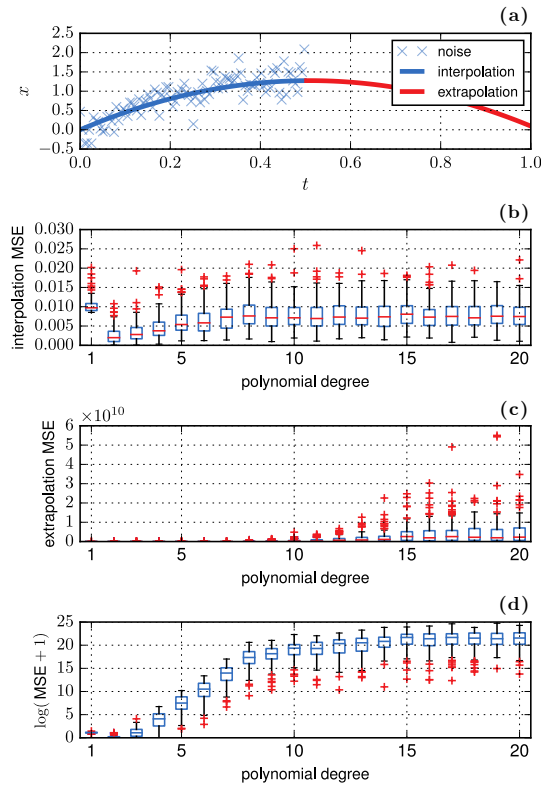 (a)
2.5
2.0
1.5
1.0
0.5
0.0
−0.5
x
noise
interpolation
extrapolation
0.0 0.2 0.4 0.6 0.8 1.0
t
(b)
0.030
0.025
0.020
0.015
0.010
0.005
0.000
interpolation MSE
1 5 10 15 20
polynomial degree
(c)
×10^10
6
5
4
3
2
1
0
extrapolation MSE
1 5 10 15 20
polynomial degree
(d)
25
20
15
10
5
0
log(MSE + 1)
1 5 10 15 20
polynomial degree